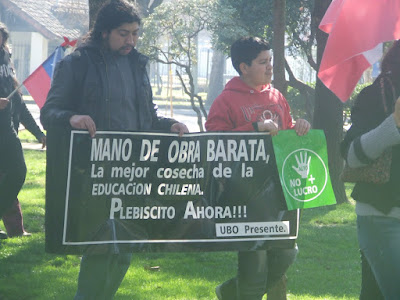 MANO DE OBRA BARATA,
La mejor cosecha de la
EDUCACION CHILENA.
PLEBISCITO AHORA!!!
UBO Presente.
NO +
LUCRO